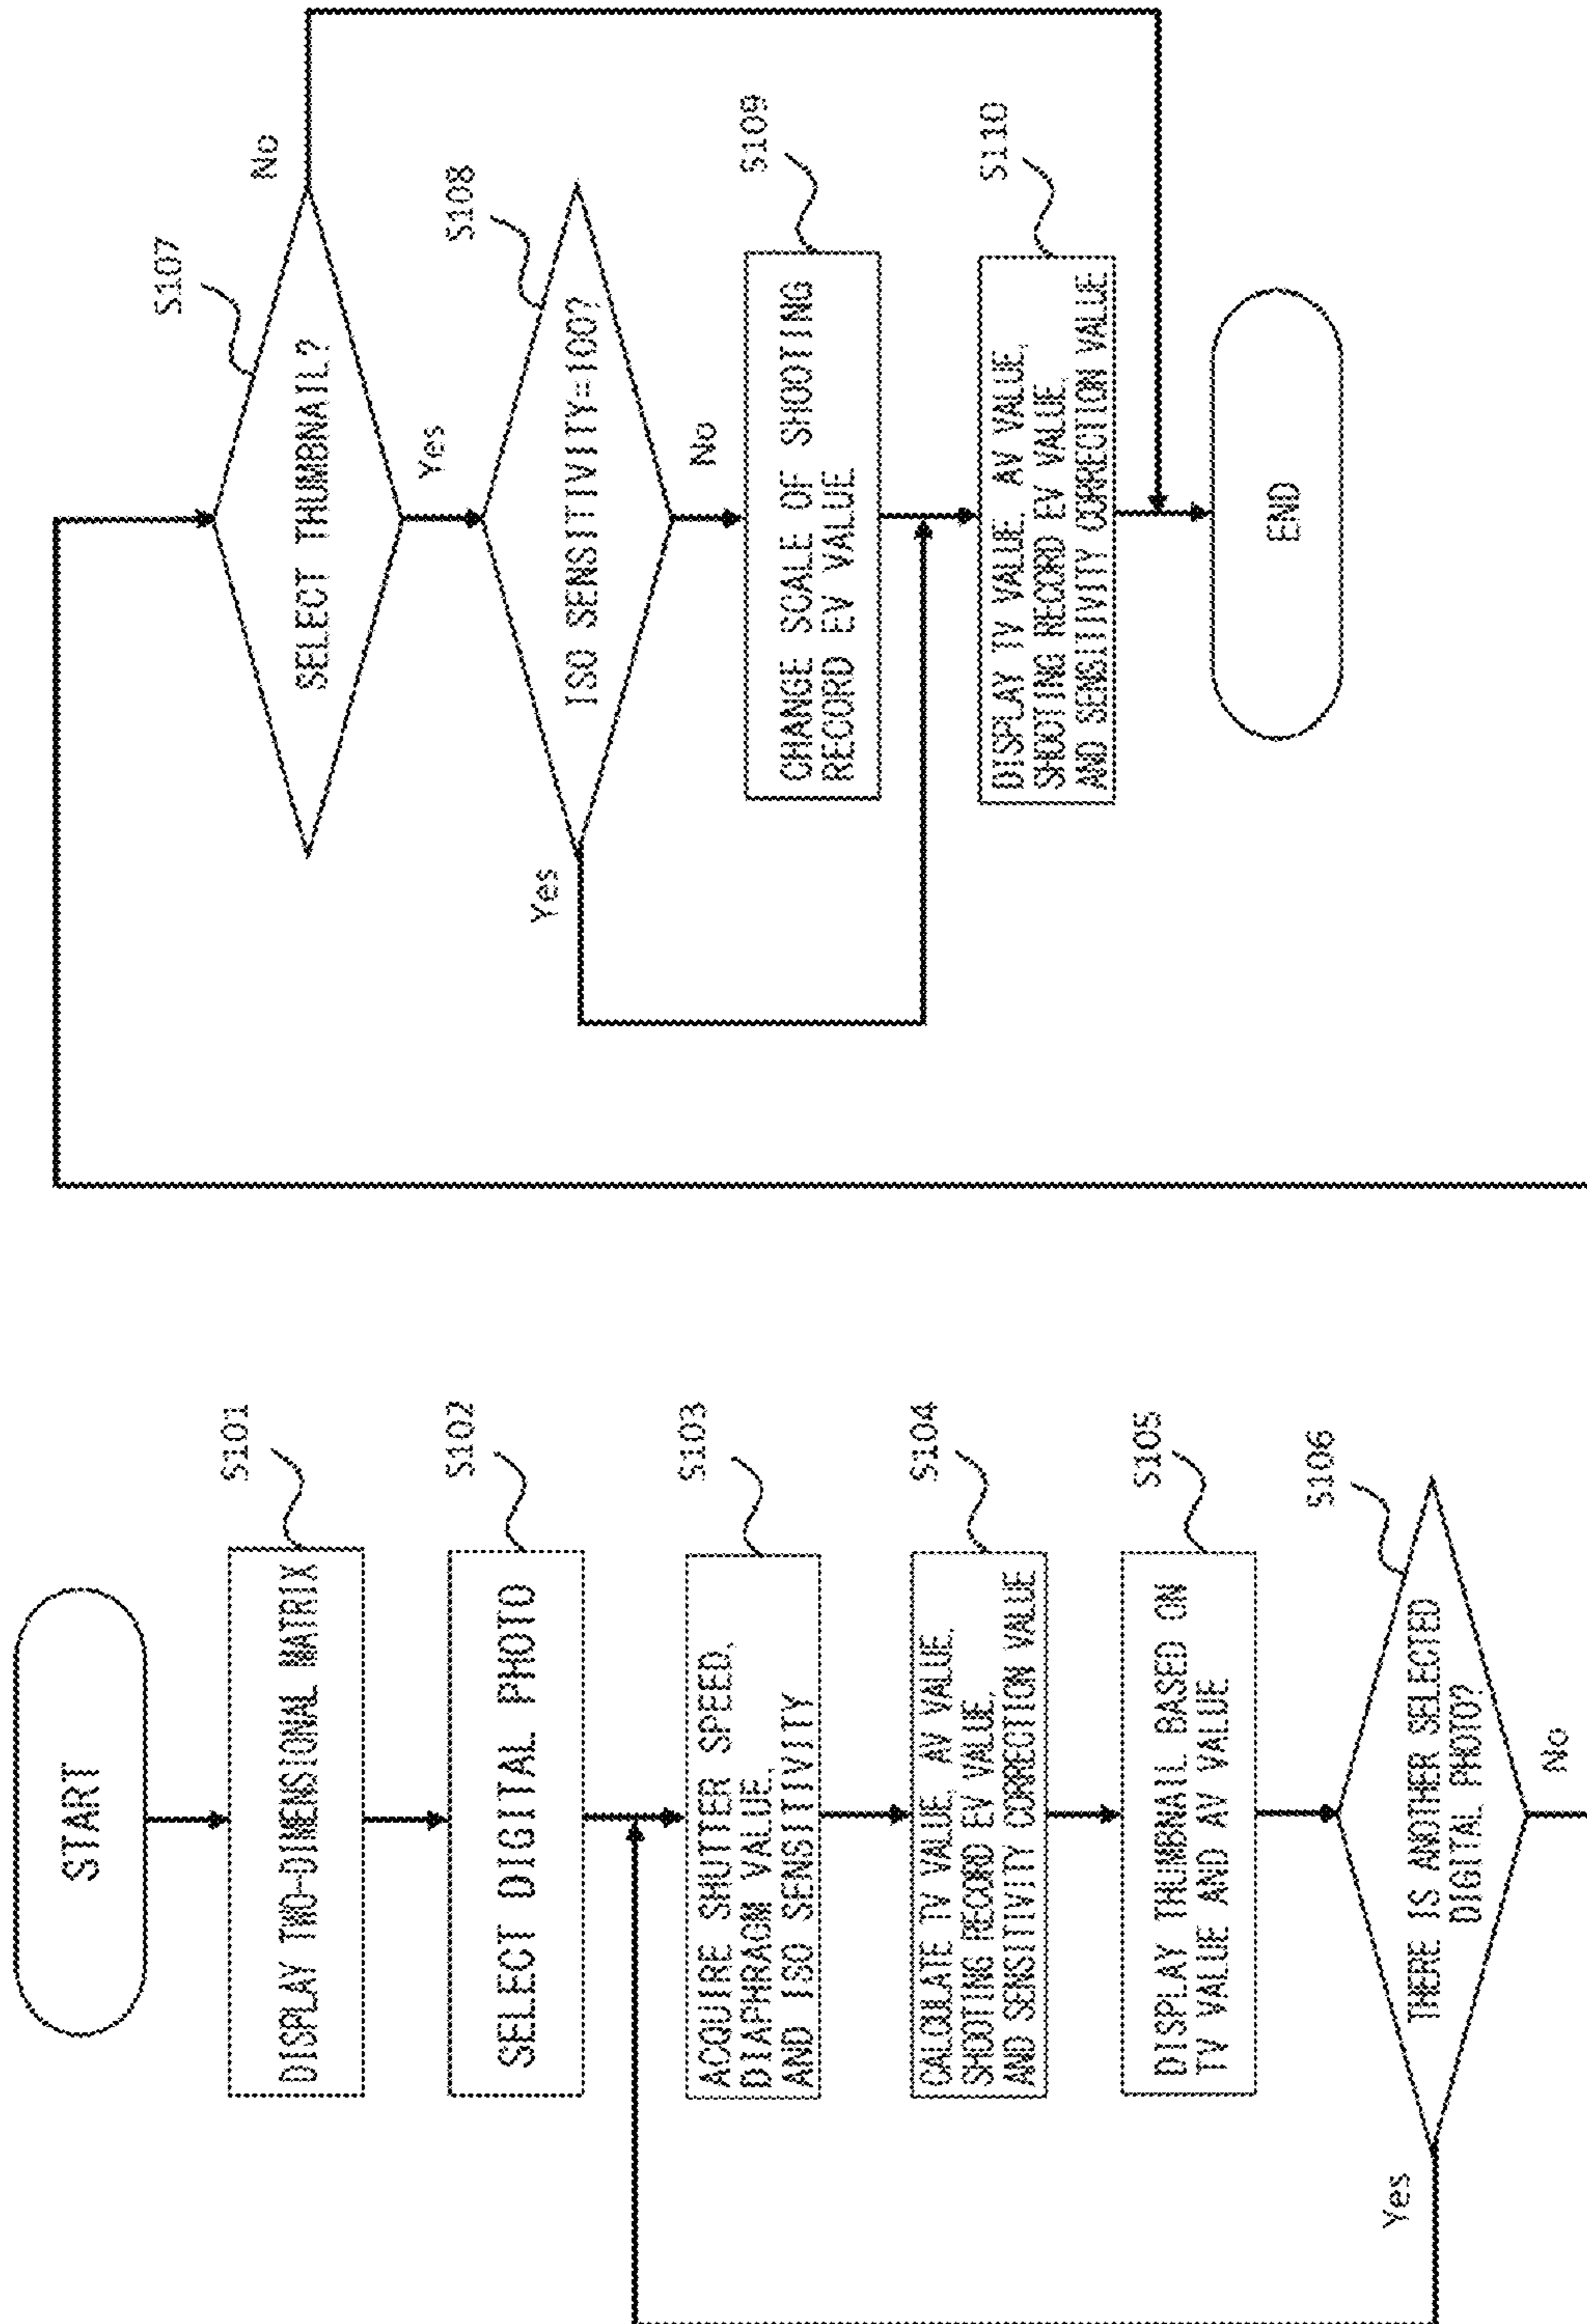 START
S101
DISPLAY TWO-DIMENSIONAL MATRIX
S102
SELECT DIGITAL PHOTO
S103
ACQUIRE SHUTTER SPEED,
DIAPHRAGM VALUE,
AND ISO SENSITIVITY
S104
CALCULATE TV VALUE, AV VALUE,
SHOOTING RECORD EV VALUE,
AND SENSITIVITY CORRECTION VALUE
S105
DISPLAY THUMBNAIL BASED ON
TV VALUE AND AV VALUE
S106
THERE IS ANOTHER SELECTED
DIGITAL PHOTO?
Yes
No
S107
SELECT THUMBNAIL?
No
Yes
S108
ISO SENSITIVITY=100?
Yes
No
S109
CHANGE SCALE OF SHOOTING
RECORD EV VALUE
S110
DISPLAY TV VALUE, AV VALUE,
SHOOTING RECORD EV VALUE,
AND SENSITIVITY CORRECTION VALUE
END